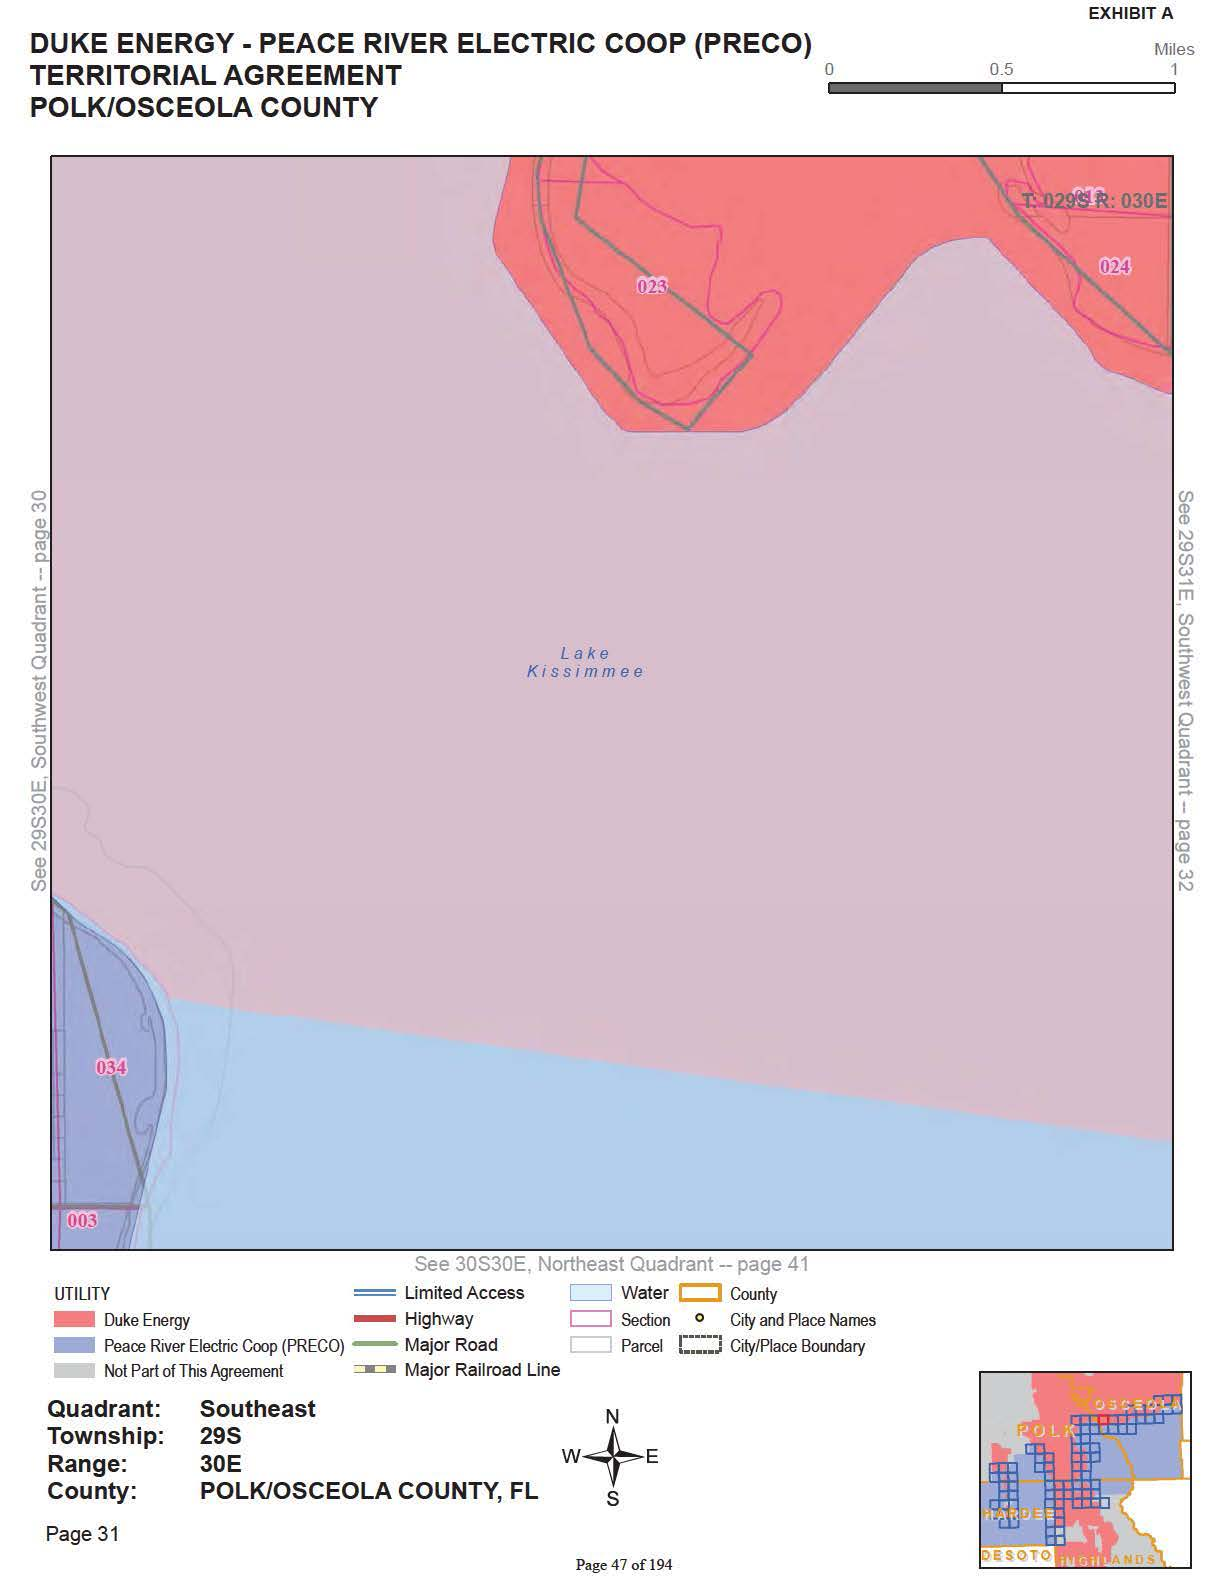 EXHIBIT A
DUKE ENERGY - PEACE RIVER ELECTRIC COOP (PRECO)
TERRITORIAL AGREEMENT
POLK/OSCEOLA COUNTY
Miles
0 0.5 1
013
T: 029S R: 030E
024
023
See 29S30E, Southwest Quadrant -- page 30
See 29S31E, Southwest Quadrant -- page 32
Lake
Kissimmee
034
003
See 30S30E, Northeast Quadrant -- page 41
UTILITY
Duke Energy
Peace River Electric Coop (PRECO)
Not Part of This Agreement
Limited Access
Highway
Major Road
Major Railroad Line
Water
Section
Parcel
County
City and Place Names
City/Place Boundary
Quadrant: Southeast
Township: 29S
Range: 30E
County: POLK/OSCEOLA COUNTY, FL
N
W E
S
OSCEOLA
POLK
HARDEE
DESOTO
HIGHLANDS
Page 31
Page 47 of 194